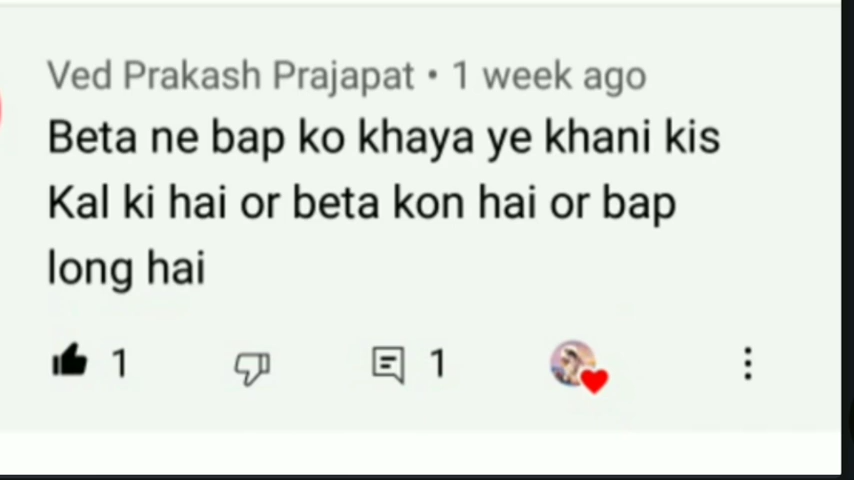 Ved Prakash Prajapat • 1 week ago
Beta ne bap ko khaya ye khani kis
Kal ki hai or beta kon hai or bap
long hai
1 1